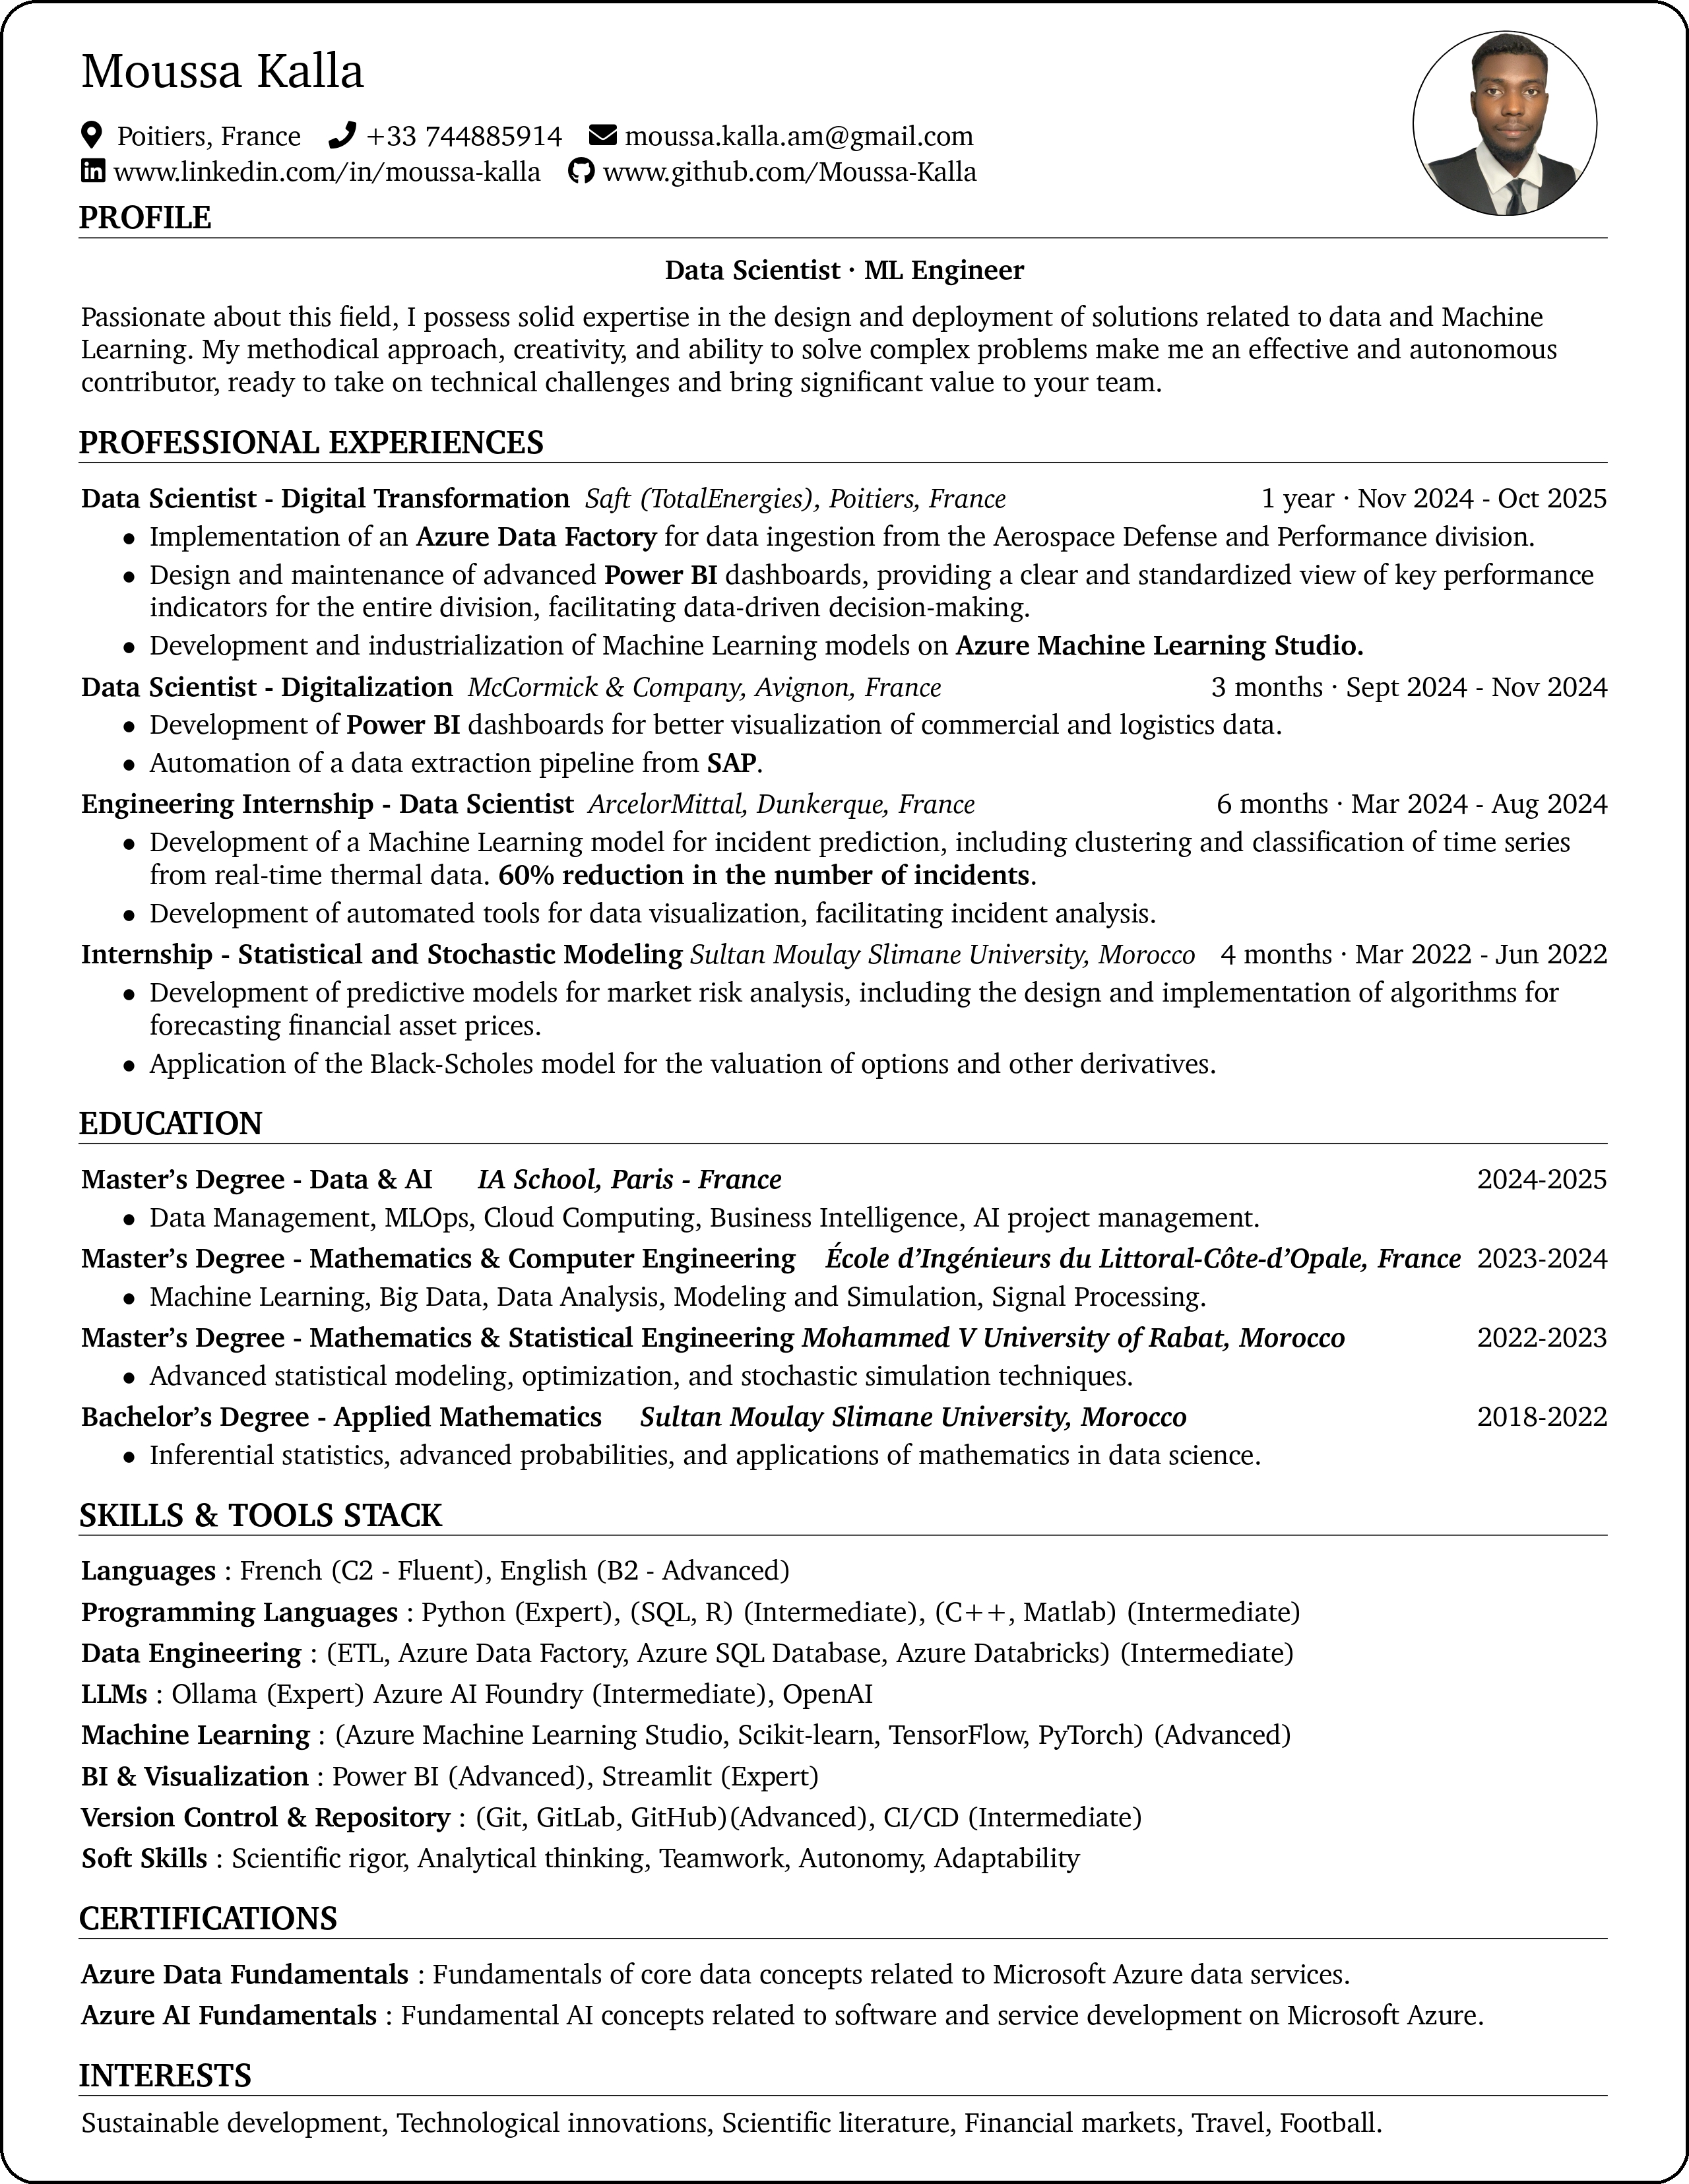 Moussa Kalla
Poitiers, France +33 744885914 moussa.kalla.am@gmail.com
www.linkedin.com/in/moussa-kalla www.github.com/Moussa-Kalla
PROFILE
Data Scientist · ML Engineer
Passionate about this field, I possess solid expertise in the design and deployment of solutions related to data and Machine
Learning. My methodical approach, creativity, and ability to solve complex problems make me an effective and autonomous
contributor, ready to take on technical challenges and bring significant value to your team.
PROFESSIONAL EXPERIENCES
Data Scientist - Digital Transformation Saft (TotalEnergies), Poitiers, France 1 year · Nov 2024 - Oct 2025
• Implementation of an Azure Data Factory for data ingestion from the Aerospace Defense and Performance division.
• Design and maintenance of advanced Power BI dashboards, providing a clear and standardized view of key performance
indicators for the entire division, facilitating data-driven decision-making.
• Development and industrialization of Machine Learning models on Azure Machine Learning Studio.
Data Scientist - Digitalization McCormick & Company, Avignon, France 3 months · Sept 2024 - Nov 2024
• Development of Power BI dashboards for better visualization of commercial and logistics data.
• Automation of a data extraction pipeline from SAP.
Engineering Internship - Data Scientist ArcelorMittal, Dunkerque, France 6 months · Mar 2024 - Aug 2024
• Development of a Machine Learning model for incident prediction, including clustering and classification of time series
from real-time thermal data. 60% reduction in the number of incidents.
• Development of automated tools for data visualization, facilitating incident analysis.
Internship - Statistical and Stochastic Modeling Sultan Moulay Slimane University, Morocco 4 months · Mar 2022 - Jun 2022
• Development of predictive models for market risk analysis, including the design and implementation of algorithms for
forecasting financial asset prices.
• Application of the Black-Scholes model for the valuation of options and other derivatives.
EDUCATION
Master’s Degree - Data & AI IA School, Paris - France 2024-2025
• Data Management, MLOps, Cloud Computing, Business Intelligence, AI project management.
Master’s Degree - Mathematics & Computer Engineering École d’Ingénieurs du Littoral-Côte-d’Opale, France 2023-2024
• Machine Learning, Big Data, Data Analysis, Modeling and Simulation, Signal Processing.
Master’s Degree - Mathematics & Statistical Engineering Mohammed V University of Rabat, Morocco 2022-2023
• Advanced statistical modeling, optimization, and stochastic simulation techniques.
Bachelor’s Degree - Applied Mathematics Sultan Moulay Slimane University, Morocco 2018-2022
• Inferential statistics, advanced probabilities, and applications of mathematics in data science.
SKILLS & TOOLS STACK
Languages : French (C2 - Fluent), English (B2 - Advanced)
Programming Languages : Python (Expert), (SQL, R) (Intermediate), (C++, Matlab) (Intermediate)
Data Engineering : (ETL, Azure Data Factory, Azure SQL Database, Azure Databricks) (Intermediate)
LLMs : Ollama (Expert) Azure AI Foundry (Intermediate), OpenAI
Machine Learning : (Azure Machine Learning Studio, Scikit-learn, TensorFlow, PyTorch) (Advanced)
BI & Visualization : Power BI (Advanced), Streamlit (Expert)
Version Control & Repository : (Git, GitLab, GitHub)(Advanced), CI/CD (Intermediate)
Soft Skills : Scientific rigor, Analytical thinking, Teamwork, Autonomy, Adaptability
CERTIFICATIONS
Azure Data Fundamentals : Fundamentals of core data concepts related to Microsoft Azure data services.
Azure AI Fundamentals : Fundamental AI concepts related to software and service development on Microsoft Azure.
INTERESTS
Sustainable development, Technological innovations, Scientific literature, Financial markets, Travel, Football.